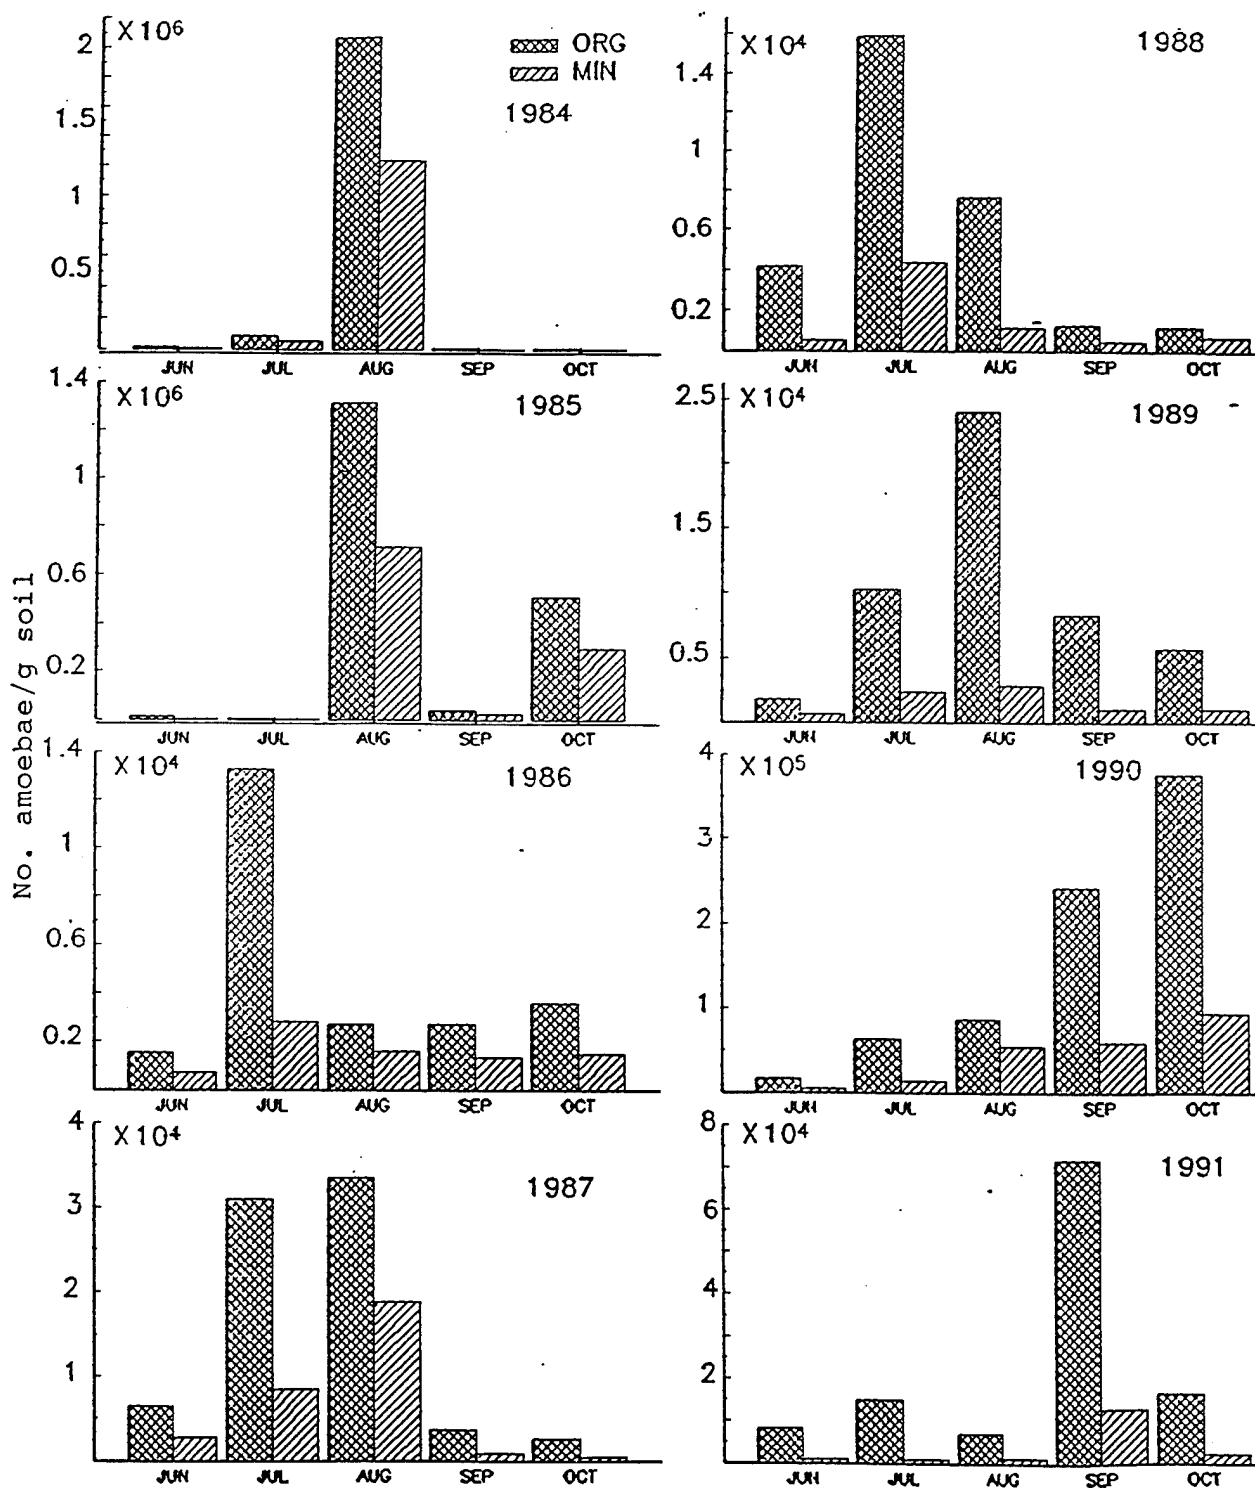 No. amoebae/g soil
X10⁶
ORG
MIN
1984
2
1.5
1
0.5
JUN JUL AUG SEP OCT
X10⁶
1985
1.4
1
0.6
0.2
JUN JUL AUG SEP OCT
X10⁴
1986
1.4
1
0.6
0.2
JUN JUL AUG SEP OCT
X10⁴
1987
4
3
2
1
JUN JUL AUG SEP OCT
X10⁴
1988
1.4
1
0.6
0.2
JUN JUL AUG SEP OCT
X10⁴
1989
2.5
1.5
0.5
JUN JUL AUG SEP OCT
X10⁵
1990
4
3
2
1
JUN JUL AUG SEP OCT
X10⁴
1991
8
6
4
2
JUN JUL AUG SEP OCT